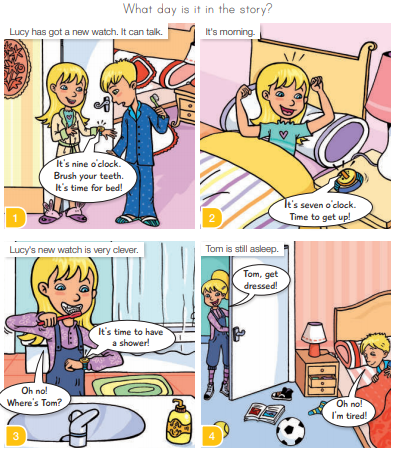 What day is it in the story?
Lucy has got a new watch. It can talk.
It's nine o'clock.
Brush your teeth.
It's time for bed!
1
It's morning.
It's seven o'clock.
Time to get up!
2
Lucy's new watch is very clever.
It's time to have
a shower!
Oh no!
Where's Tom?
3
Tom is still asleep.
Tom, get
dressed!
Oh no!
I'm tired!
4